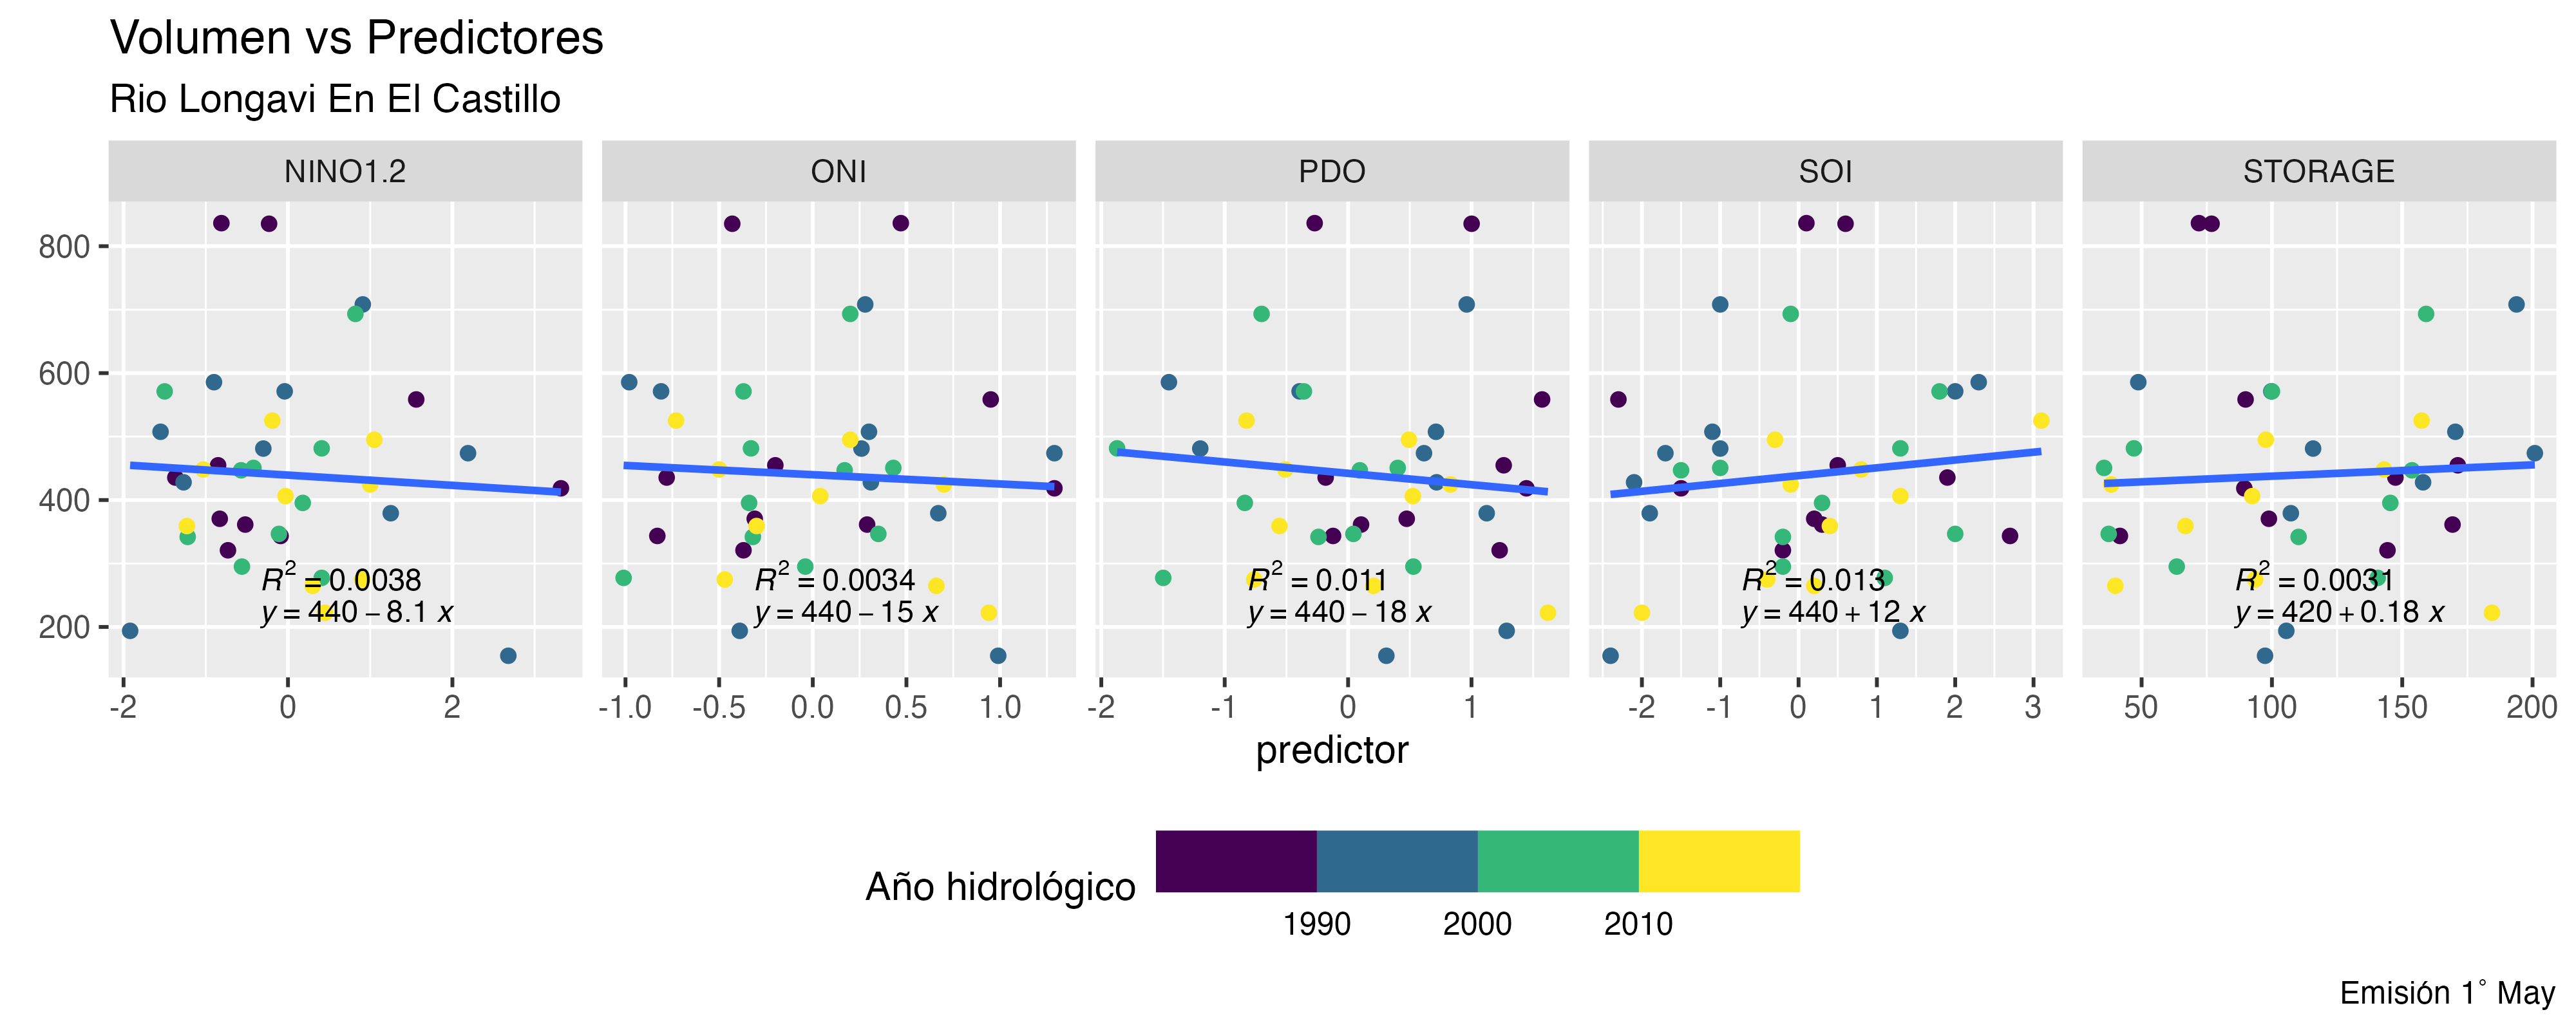 Volumen vs Predictores
Rio Longavi En El Castillo
NINO1.2 ONI PDO SOI STORAGE
800
600
400
200
R² = 0.0038 R² = 0.0034 R² = 0.011 R² = 0.013 R² = 0.0031
y = 440 − 8.1 x y = 440 − 15 x y = 440 − 18 x y = 440 + 12 x y = 420 + 0.18 x
-2 0 2 -1.0 -0.5 0.0 0.5 1.0 -2 -1 0 1 -2 -1 0 1 2 3 50 100 150 200
predictor
Año hidrológico
1990 2000 2010
Emisión 1° May